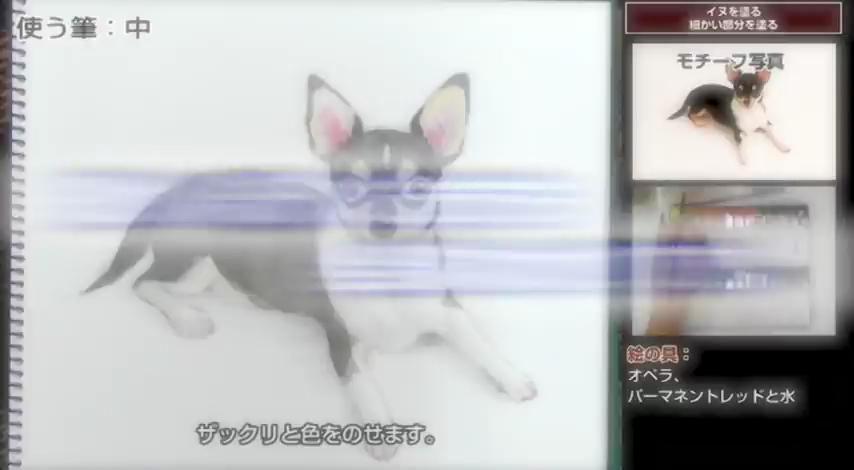 使う筆：中
イヌを塗る
細かい部分を塗る
モチーフ写真
絵の具：
オペラ、
パーマネントレッドと水
ザックリと色をのせます。